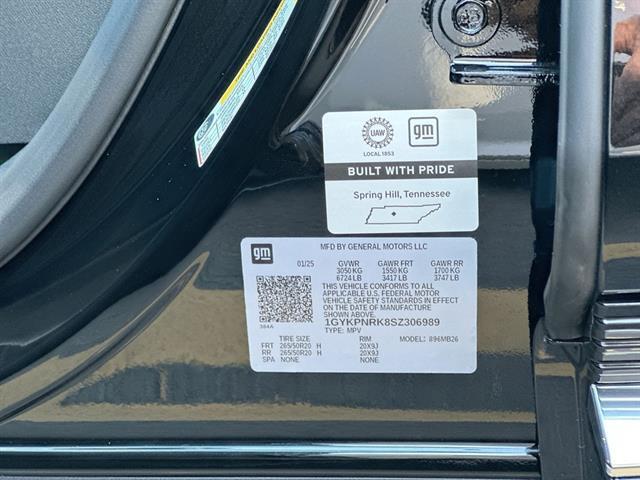 UAW
LOCAL 1853
gm
BUILT WITH PRIDE
Spring Hill, Tennessee
gm
MFD BY GENERAL MOTORS LLC
01/25 GVWR GAWR FRT GAWR RR
3050 KG 1550 KG 1700 KG
6724 LB 3417 LB 3747 LB
THIS VEHICLE CONFORMS TO ALL
APPLICABLE U.S. FEDERAL MOTOR
VEHICLE SAFETY STANDARDS IN EFFECT
ON THE DATE OF MANUFACTURE
SHOWN ABOVE.
384A
1GYKPNRK8SZ306989
TYPE: MPV
TIRE SIZE RIM MODEL: 896MB26
FRT 265/50R20 H 20X9J
RR 265/50R20 H 20X9J
SPA NONE NONE